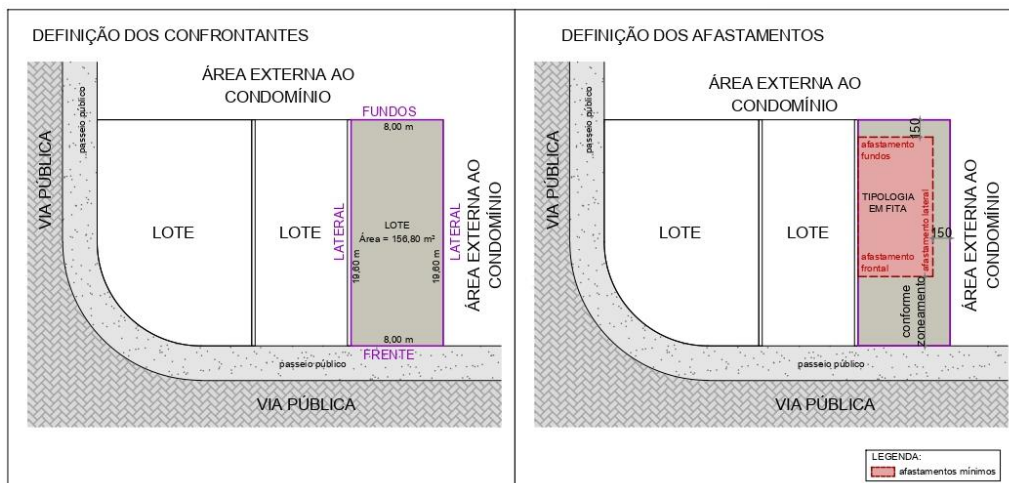 DEFINIÇÃO DOS CONFRONTANTES
ÁREA EXTERNA AO
CONDOMÍNIO
FUNDOS
8,00 m
VIA PÚBLICA
passeio público
LOTE
LOTE
LATERAL
19,60 m
LOTE
Área = 156,80 m²
19,60 m
LATERAL
ÁREA EXTERNA AO
CONDOMÍNIO
8,00 m
FRENTE
passeio público
VIA PÚBLICA
DEFINIÇÃO DOS AFASTAMENTOS
ÁREA EXTERNA AO
CONDOMÍNIO
150
afastamento
fundos
VIA PÚBLICA
passeio público
LOTE
LOTE
TIPOLOGIA
EM FITA
afastamento lateral
150
ÁREA EXTERNA AO
CONDOMÍNIO
afastamento
frontal
conforme
zoneamento
passeio público
VIA PÚBLICA
LEGENDA:
afastamentos mínimos